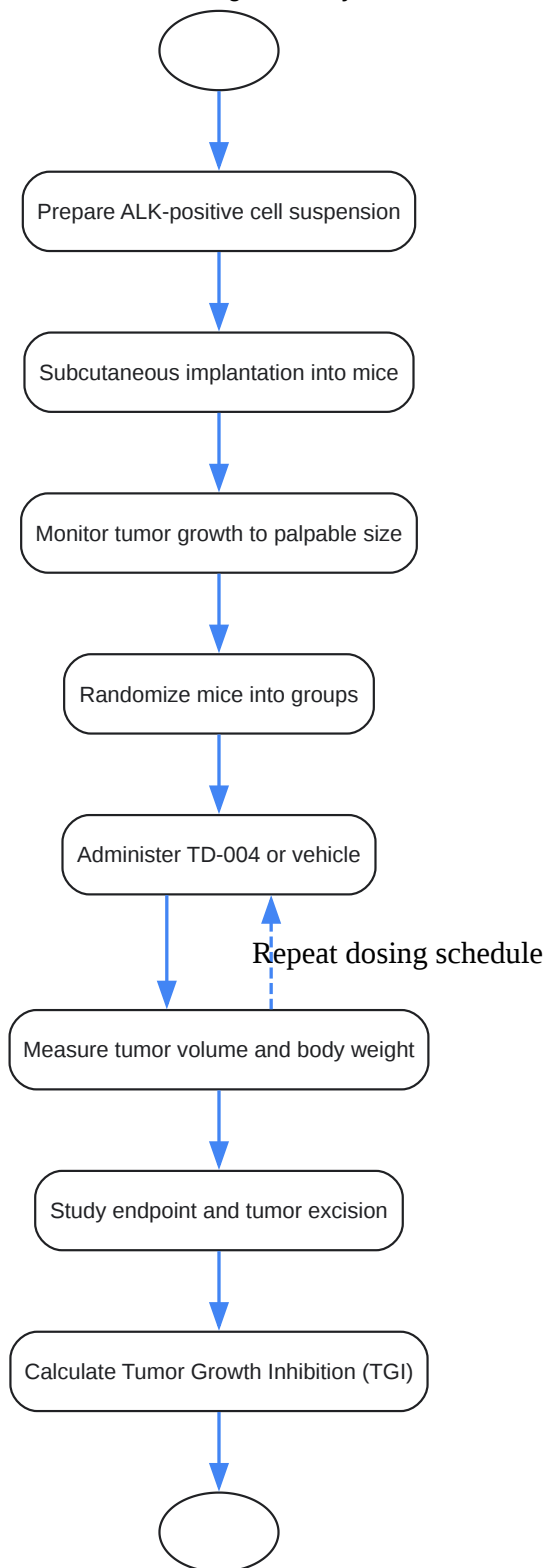 Prepare ALK-positive cell suspension
Subcutaneous implantation into mice
Monitor tumor growth to palpable size
Randomize mice into groups
Administer TD-004 or vehicle
Repeat dosing schedule
Measure tumor volume and body weight
Study endpoint and tumor excision
Calculate Tumor Growth Inhibition (TGI)